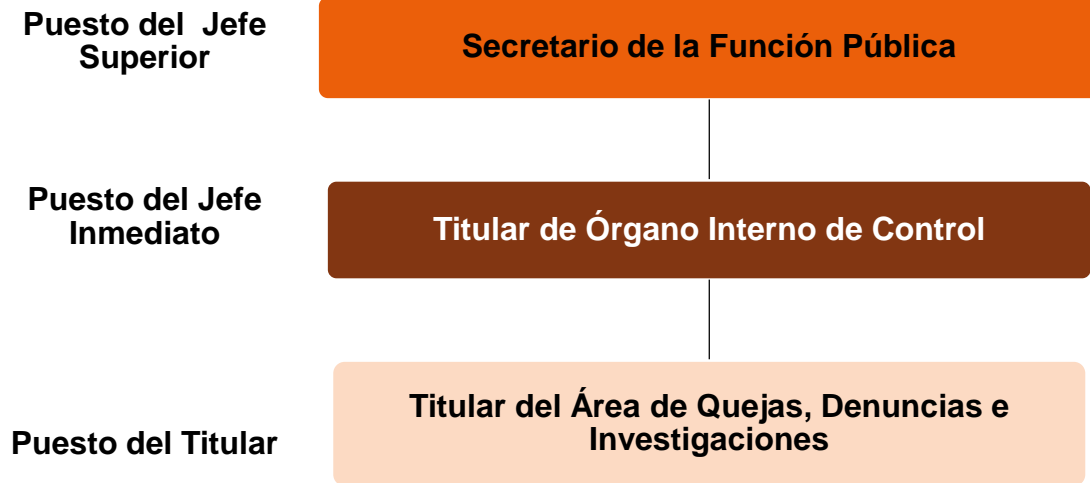 Puesto del Jefe
Superior
Secretario de la Función Pública
Puesto del Jefe
Inmediato
Titular de Órgano Interno de Control
Titular del Área de Quejas, Denuncias e
Investigaciones
Puesto del Titular